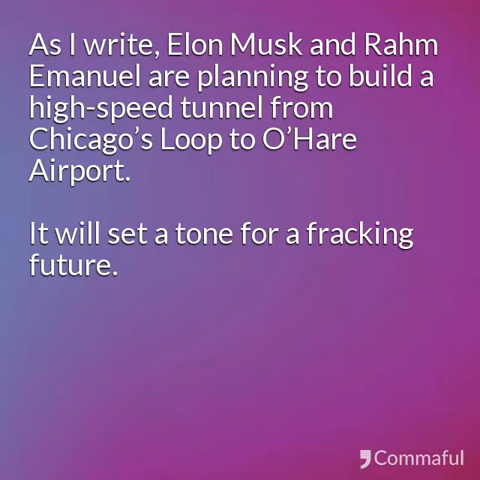 As I write, Elon Musk and Rahm
Emanuel are planning to build a
high-speed tunnel from
Chicago’s Loop to O’Hare
Airport.
It will set a tone for a fracking
future.
Commaful